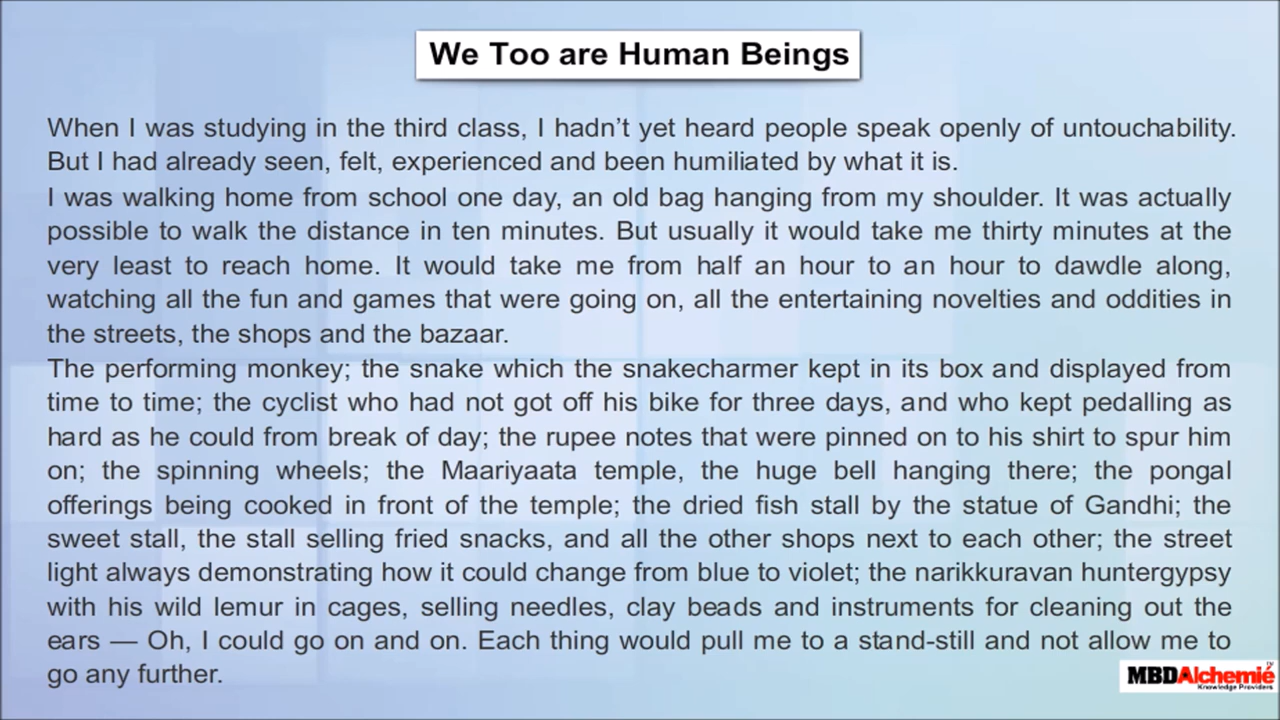 We Too are Human Beings
When I was studying in the third class, I hadn't yet heard people speak openly of untouchability.
But I had already seen, felt, experienced and been humiliated by what it is.
I was walking home from school one day, an old bag hanging from my shoulder. It was actually
possible to walk the distance in ten minutes. But usually it would take me thirty minutes at the
very least to reach home. It would take me from half an hour to an hour to dawdle along,
watching all the fun and games that were going on, all the entertaining novelties and oddities in
the streets, the shops and the bazaar.
The performing monkey; the snake which the snakecharmer kept in its box and displayed from
time to time; the cyclist who had not got off his bike for three days, and who kept pedalling as
hard as he could from break of day; the rupee notes that were pinned on to his shirt to spur him
on; the spinning wheels; the Maariyaata temple, the huge bell hanging there; the pongal
offerings being cooked in front of the temple; the dried fish stall by the statue of Gandhi; the
sweet stall, the stall selling fried snacks, and all the other shops next to each other; the street
light always demonstrating how it could change from blue to violet; the narikkuravan huntergypsy
with his wild lemur in cages, selling needles, clay beads and instruments for cleaning out the
ears — Oh, I could go on and on. Each thing would pull me to a stand-still and not allow me to
go any further.
MBDAlchemie™
Knowledge Providers